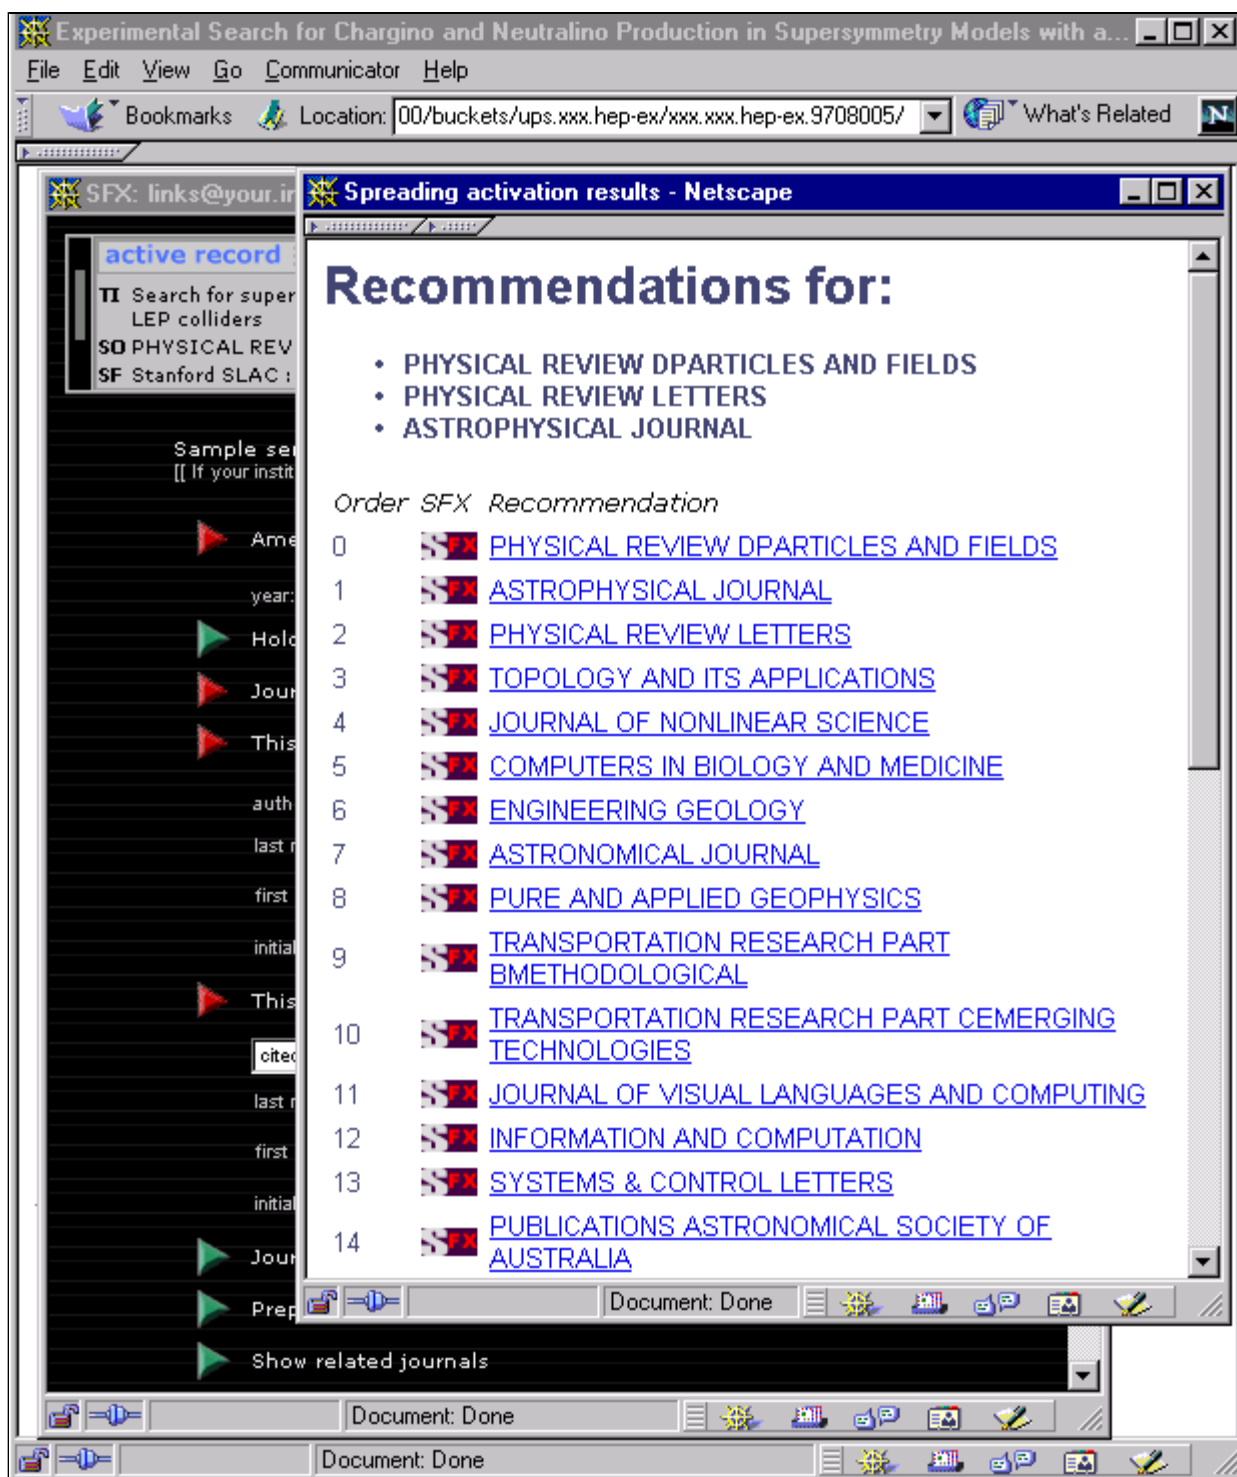 Experimental Search for Chargino and Neutralino Production in Supersymmetry Models with a...
File Edit View Go Communicator Help
Bookmarks Location: 00/buckets/ups.xxx.hep-ex/xxx.xxx.hep-ex.9708005/ What's Related N
SFX: links@your.in
Spreading activation results - Netscape
active record
TI Search for super
LEP colliders
SO PHYSICAL REV
SF Stanford SLAC :
Sample ser
[[ If your instit
Ame
year:
Hold
Jour
This
auth
last n
first
initial
This
cited
last n
first
initial
Jour
Prep
Show related journals
Recommendations for:
• PHYSICAL REVIEW DPARTICLES AND FIELDS
• PHYSICAL REVIEW LETTERS
• ASTROPHYSICAL JOURNAL
Order SFX Recommendation
0 SFX PHYSICAL REVIEW DPARTICLES AND FIELDS
1 SFX ASTROPHYSICAL JOURNAL
2 SFX PHYSICAL REVIEW LETTERS
3 SFX TOPOLOGY AND ITS APPLICATIONS
4 SFX JOURNAL OF NONLINEAR SCIENCE
5 SFX COMPUTERS IN BIOLOGY AND MEDICINE
6 SFX ENGINEERING GEOLOGY
7 SFX ASTRONOMICAL JOURNAL
8 SFX PURE AND APPLIED GEOPHYSICS
9 SFX TRANSPORTATION RESEARCH PART
BMETHODOLOGICAL
10 SFX TRANSPORTATION RESEARCH PART CEMERGING
TECHNOLOGIES
11 SFX JOURNAL OF VISUAL LANGUAGES AND COMPUTING
12 SFX INFORMATION AND COMPUTATION
13 SFX SYSTEMS & CONTROL LETTERS
14 SFX PUBLICATIONS ASTRONOMICAL SOCIETY OF
AUSTRALIA
Document: Done
Document: Done
Document: Done